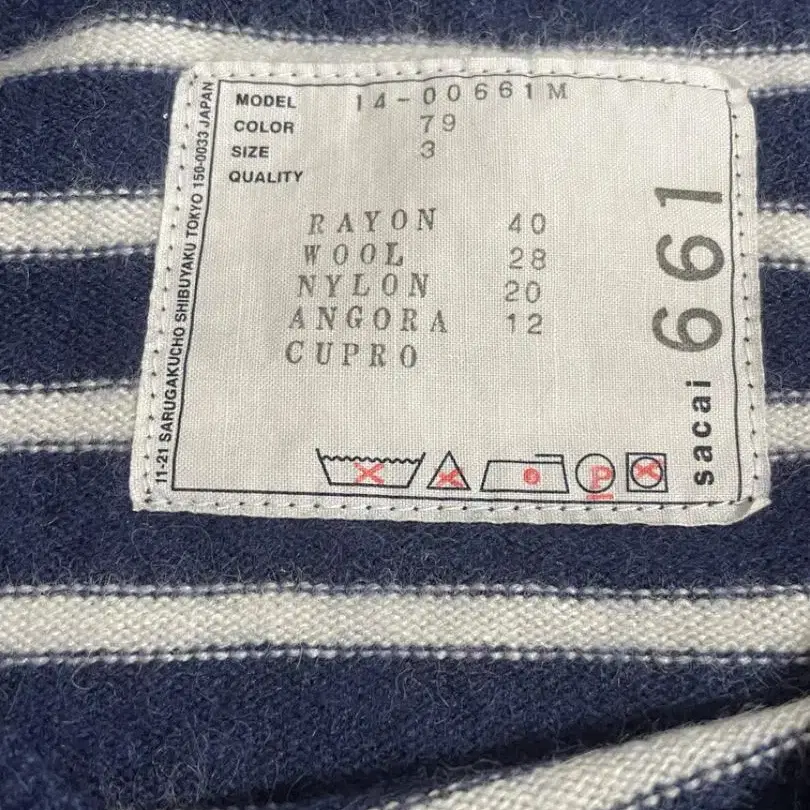 MODEL 14-00661M
COLOR 79
SIZE 3
QUALITY
RAYON 40
WOOL 28
NYLON 20
ANGORA 12
CUPRO
P
sacai 661
11-21 SARUGAKUCHO SHIBUYAKU TOKYO 150-0033 JAPAN